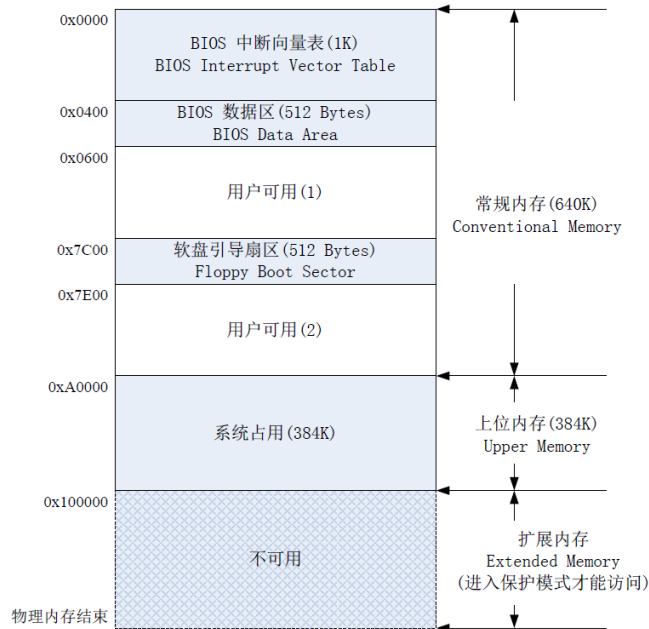 0x0000
BIOS 中断向量表(1K)
BIOS Interrupt Vector Table
0x0400
BIOS 数据区(512 Bytes)
BIOS Data Area
0x0600
用户可用(1)
常规内存(640K)
Conventional Memory
0x7C00
软盘引导扇区(512 Bytes)
Floppy Boot Sector
0x7E00
用户可用(2)
0xA0000
系统占用(384K)
上位内存(384K)
Upper Memory
0x100000
不可用
扩展内存
Extended Memory
(进入保护模式才能访问)
物理内存结束